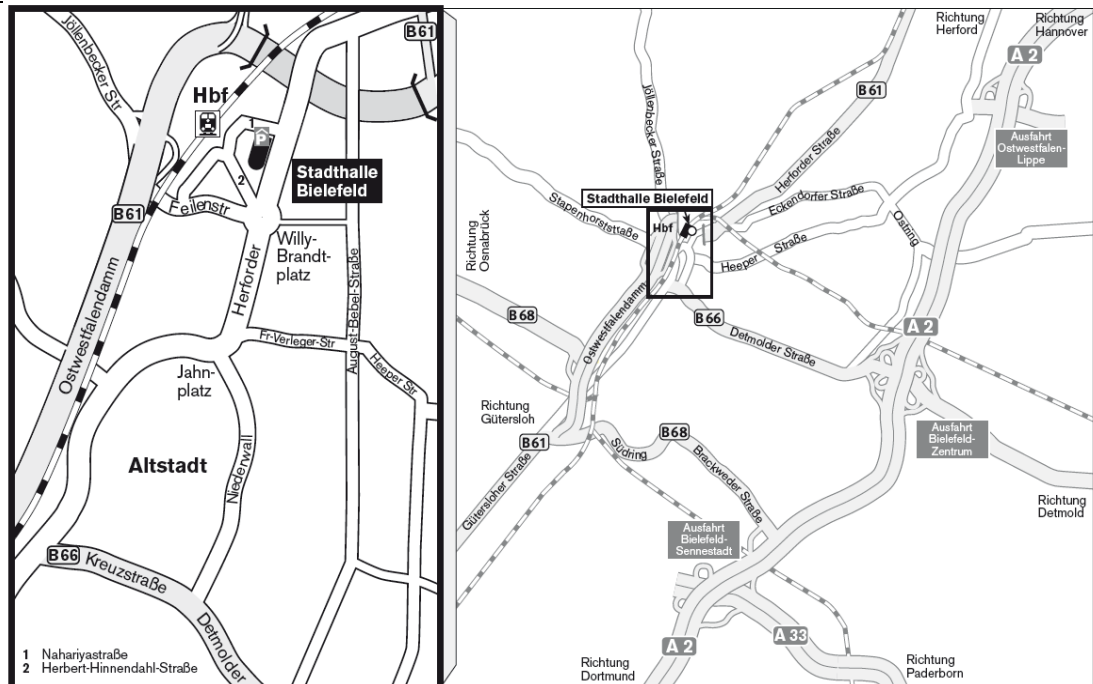 Jöllenbecker Str
B61
Hbf
1
P
2
Stadthalle
Bielefeld
B61
Feilenstr
Willy-
Brandt-
platz
Herforder
Ostwestfalendamm
August-Bebel-Straße
Fr-Verleger-Str
Heeper Str
Jahn-
platz
Altstadt
Niederwall
B66
Kreuzstraße
Detmolder
1 Nahariyastraße
2 Herbert-Hinnendahl-Straße
Richtung
Herford
Richtung
Hannover
A 2
B61
Jöllenbecker Straße
Ausfahrt
Ostwestfalen-
Lippe
Herforder Straße
Stadthalle Bielefeld
Eckendorfer Straße
Stapenhorststraße
Hbf
Ostring
Heeper Straße
Richtung
Osnabrück
B68
Ostwestfalendamm
B66
Detmolder Straße
A 2
Richtung
Gütersloh
B61
Südring
B68
Brackweder Straße
Ausfahrt
Bielefeld-
Zentrum
Gütersloher Straße
Richtung
Detmold
Ausfahrt
Bielefeld-
Sennestadt
A 2
A 33
Richtung
Dortmund
Richtung
Paderborn